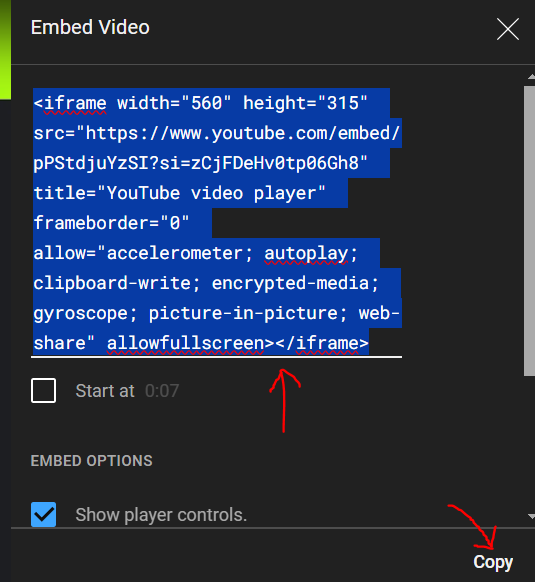 Embed Video
<iframe width="560" height="315"
src="https://www.youtube.com/embed/
pPStdjuYzSI?si=zCjFDeHv0tp06Gh8"
title="YouTube video player"
frameborder="0"
allow="accelerometer; autoplay;
clipboard-write; encrypted-media;
gyroscope; picture-in-picture; web-
share" allowfullscreen></iframe>
Start at 0:07
EMBED OPTIONS
Show player controls.
Copy